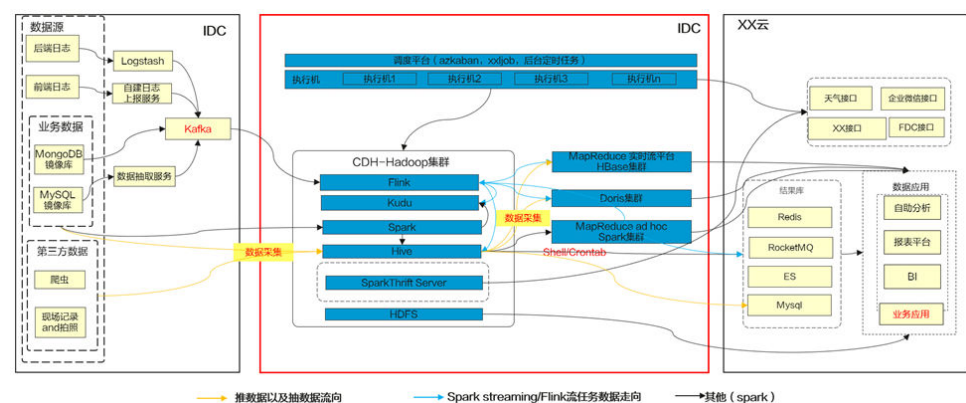 数据源
IDC
后端日志
Logstash
前端日志
自建日志
上报服务
业务数据
Kafka
MongoDB
镜像库
数据抽取服务
MySQL
镜像库
第三方数据
爬虫
现场记录
and拍照
数据采集
IDC
调度平台（azkaban，xxljob，后台定时任务）
执行机
执行机1
执行机2
执行机3
执行机n
CDH-Hadoop集群
Flink
Kudu
Spark
Hive
SparkThrift Server
HDFS
MapReduce 实时流平台
HBase集群
Doris集群
数据采集
MapReduce ad hoc
Spark集群
Shell/Crontab
XX云
天气接口
企业微信接口
XX接口
FDC接口
结果库
Redis
RocketMQ
ES
Mysql
数据应用
自助分析
报表平台
BI
业务应用
推数据以及抽数据流向
Spark streaming/Flink流任务数据走向
其他（spark）